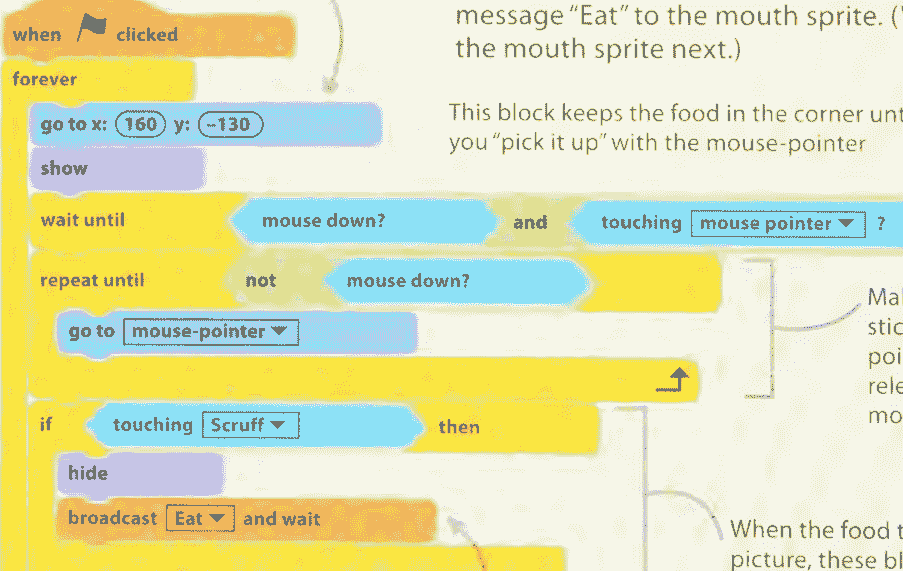 message "Eat" to the mouth sprite. (
the mouth sprite next.)
when clicked
forever
go to x: 160 y: -130
This block keeps the food in the corner
you "pick it up" with the mouse-pointer
show
wait until mouse down? and touching mouse pointer ?
repeat until not mouse down?
go to mouse-pointer
if touching Scruff then
hide
broadcast Eat and wait
When the food
picture, these